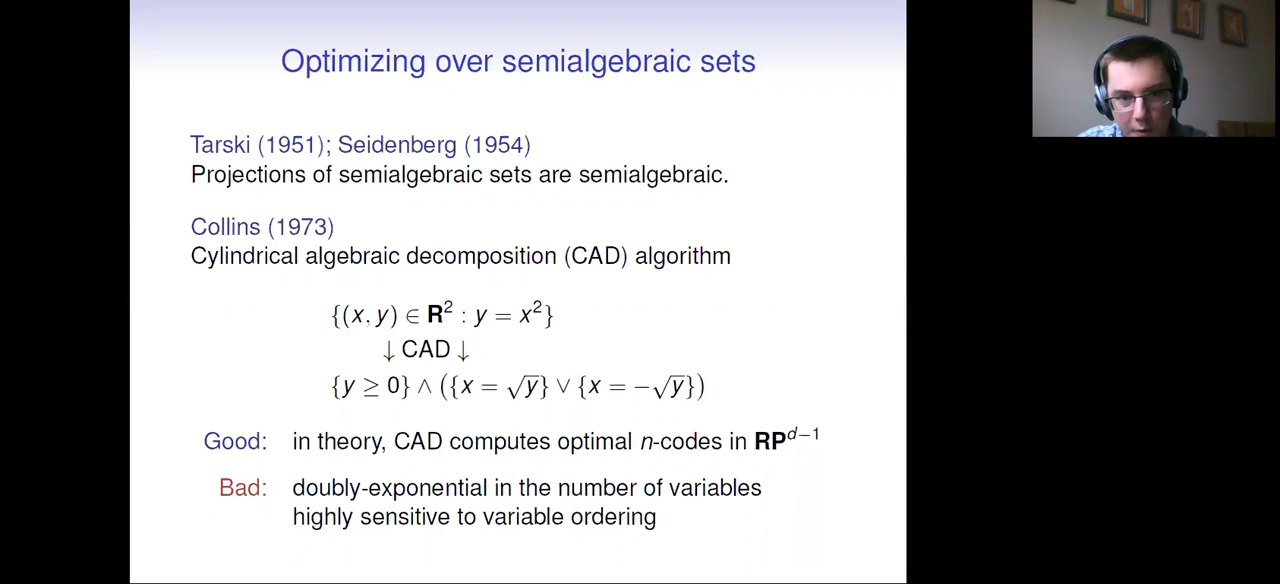 Optimizing over semialgebraic sets
Tarski (1951); Seidenberg (1954)
Projections of semialgebraic sets are semialgebraic.
Collins (1973)
Cylindrical algebraic decomposition (CAD) algorithm
{(x, y) ∈ R² : y = x²}
↓ CAD ↓
{y ≥ 0} ∧ ({x = √y} ∨ {x = −√y})
Good: in theory, CAD computes optimal n-codes in RPᵈ⁻¹
Bad: doubly-exponential in the number of variables
highly sensitive to variable ordering